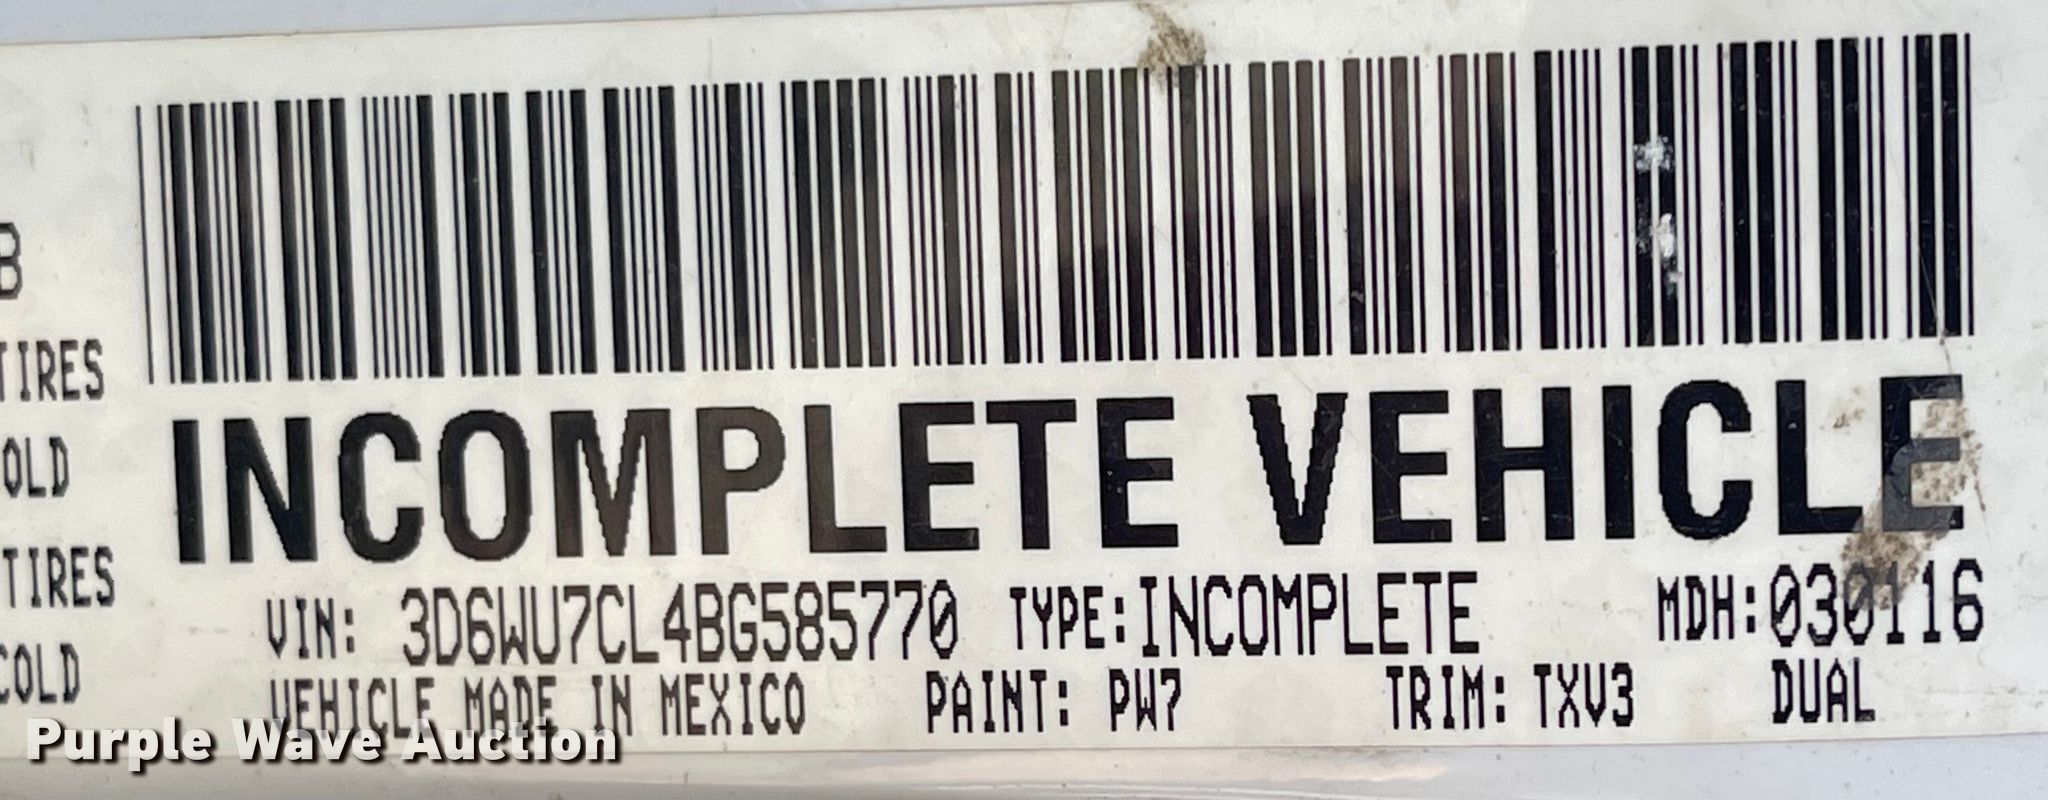 B
TIRES
OLD
TIRES
COLD
INCOMPLETE VEHICLE
VIN: 3D6WU7CL4BG585770 TYPE: INCOMPLETE MDH: 030116
VEHICLE MADE IN MEXICO PAINT: PW7 TRIM: TXV3 DUAL
Purple Wave Auction